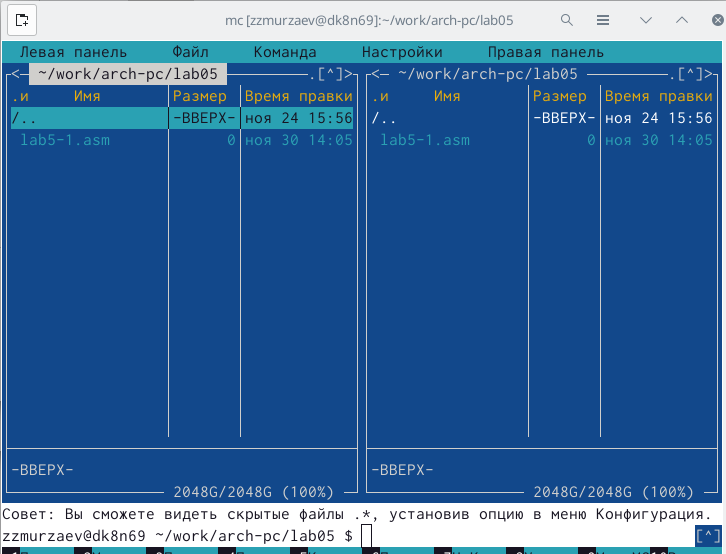 mc [zzmurzaev@dk8n69]:~/work/arch-pc/lab05
Левая панель Файл Команда Настройки Правая панель
<— ~/work/arch-pc/lab05 .[^]> <— ~/work/arch-pc/lab05 .[^]>
.и Имя Размер Время правки .и Имя Размер Время правки
/.. -ВВЕРХ- ноя 24 15:56 /.. -ВВЕРХ- ноя 24 15:56
lab5-1.asm 0 ноя 30 14:05 lab5-1.asm 0 ноя 30 14:05
-ВВЕРХ- -ВВЕРХ-
2048G/2048G (100%) 2048G/2048G (100%)
Совет: Вы сможете видеть скрытые файлы .*, установив опцию в меню Конфигурация.
zzmurzaev@dk8n69 ~/work/arch-pc/lab05 $ [^]